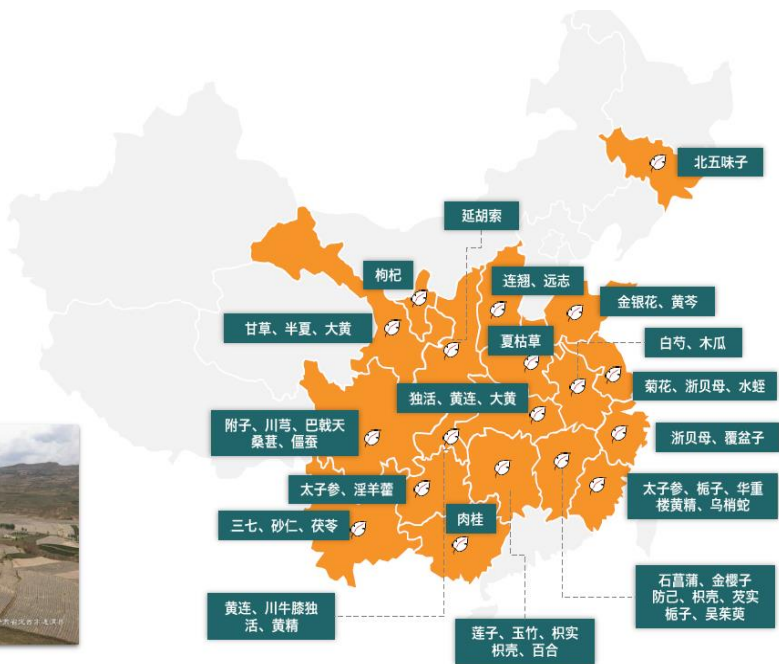 北五味子
延胡索
枸杞
连翘、远志
金银花、黄芩
甘草、半夏、大黄
夏枯草
白芍、木瓜
菊花、浙贝母、水蛭
独活、黄连、大黄
附子、川芎、巴戟天
桑葚、僵蚕
浙贝母、覆盆子
太子参、淫羊藿
太子参、栀子、华重
楼黄精、乌梢蛇
三七、砂仁、茯苓
肉桂
石菖蒲、金樱子
防己、枳壳、芡实
栀子、吴茱萸
黄连、川牛膝独
活、黄精
莲子、玉竹、枳实
枳壳、百合